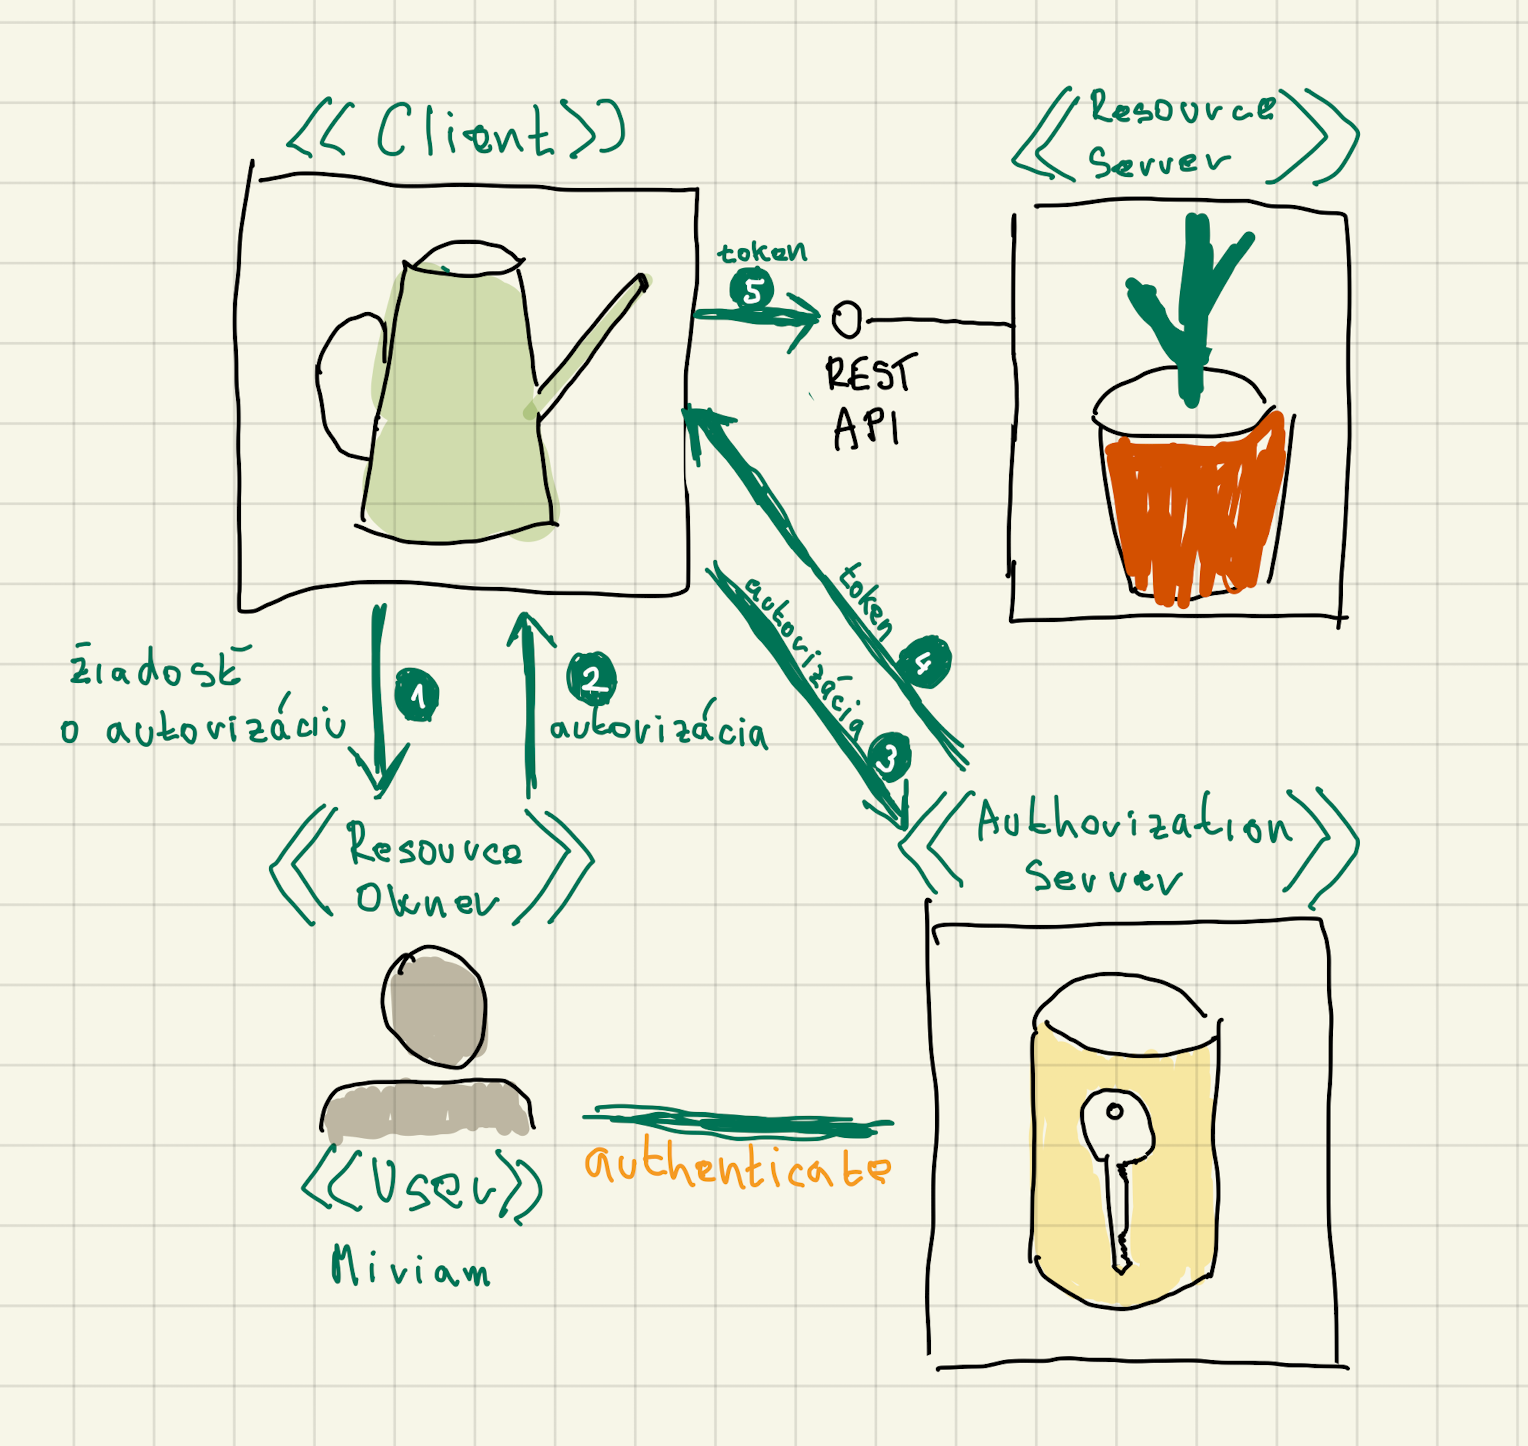 <<Client>>
<<Resource
Server>>
token
5
REST
API
token
4
autorizácia
3
žiadosť
o autorizáciu
1
2
autorizácia
<<Resource
Owner>>
<<Authorization
Server>>
<<User>>
Miriam
authenticate